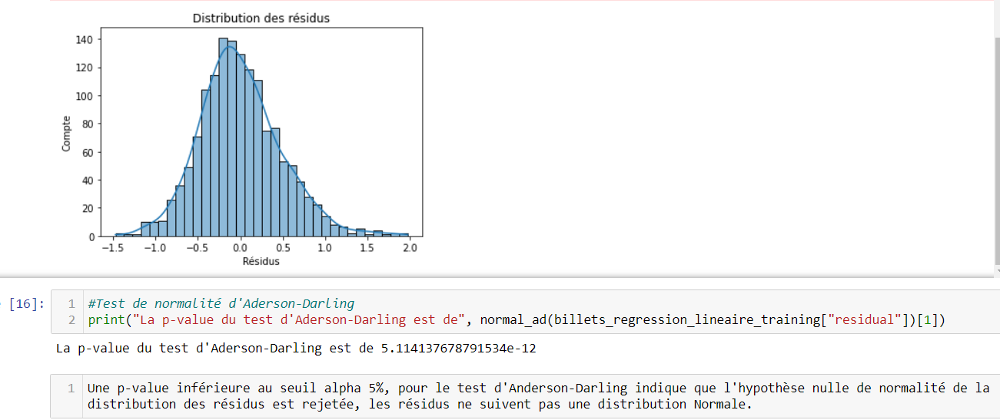 Distribution des résidus
140
120
100
80
60
40
20
0
Compte
−1.5 −1.0 −0.5 0.0 0.5 1.0 1.5 2.0
Résidus
[16]:
1 #Test de normalité d'Aderson-Darling
2 print("La p-value du test d'Aderson-Darling est de", normal_ad(billets_regression_lineaire_training["residual"])[1])
La p-value du test d'Aderson-Darling est de 5.114137678791534e-12
1 Une p-value inférieure au seuil alpha 5%, pour le test d'Anderson-Darling indique que l'hypothèse nulle de normalité de la
distribution des résidus est rejetée, les résidus ne suivent pas une distribution Normale.